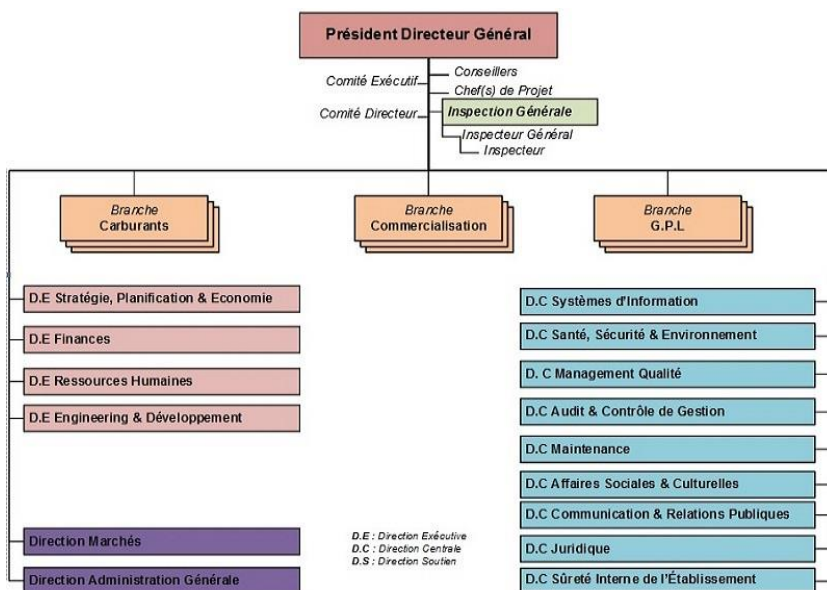 Président Directeur Général
Comité Exécutif
Conseillers
Chef(s) de Projet
Comité Directeur
Inspection Générale
Inspecteur Général
Inspecteur
Branche
Carburants
Branche
Commercialisation
Branche
G.P.L
D.E Stratégie, Planification & Economie
D.E Finances
D.E Ressources Humaines
D.E Engineering & Développement
Direction Marchés
Direction Administration Générale
D.E : Direction Exécutive
D.C : Direction Centrale
D.S : Direction Soutien
D.C Systèmes d'Information
D.C Santé, Sécurité & Environnement
D. C Management Qualité
D.C Audit & Contrôle de Gestion
D.C Maintenance
D.C Affaires Sociales & Culturelles
D.C Communication & Relations Publiques
D.C Juridique
D.C Sûreté Interne de l'Établissement